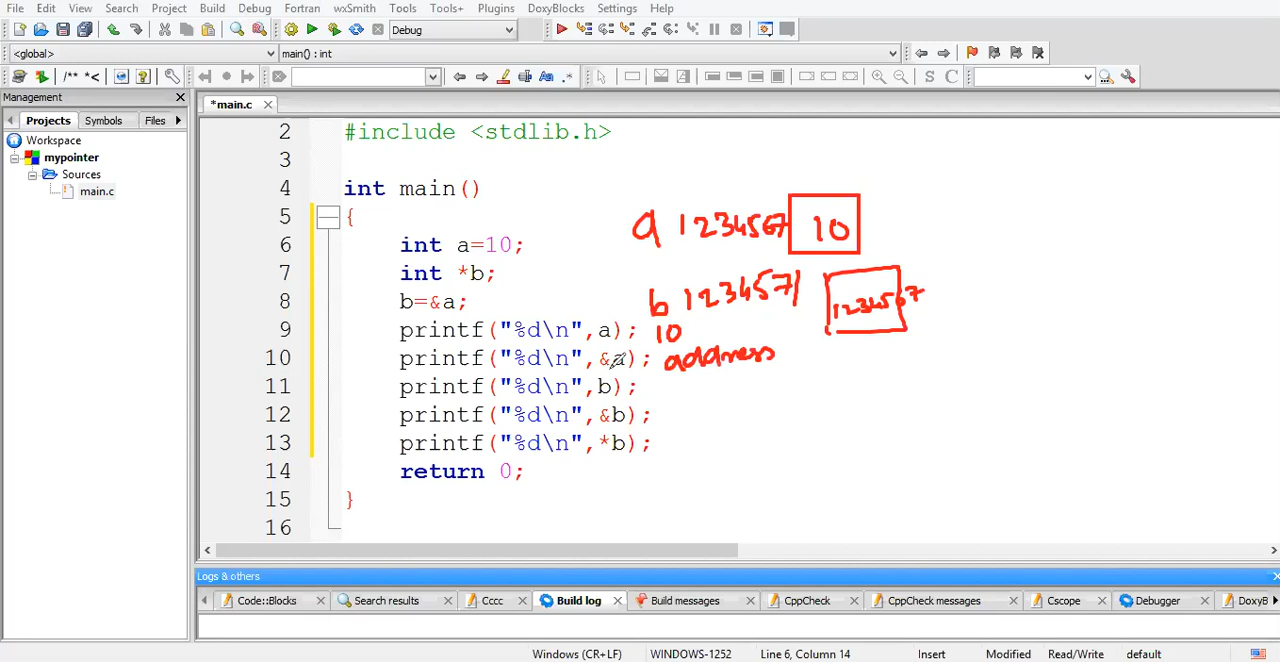 File Edit View Search Project Build Debug Fortran wxSmith Tools Tools+ Plugins DoxyBlocks Settings Help
Debug
<global> main() : int
/** *<
S C
Management
*main.c
Projects Symbols Files
Workspace
mypointer
Sources
main.c
2 #include <stdlib.h>
3
4 int main()
5 {
6 int a=10;
7 int *b;
8 b=&a;
9 printf("%d\n",a);
10 printf("%d\n",&a);
11 printf("%d\n",b);
12 printf("%d\n",&b);
13 printf("%d\n",*b);
14 return 0;
15 }
16
a 1234567 10
b 1234571 1234567
10
address
Logs & others
Code::Blocks Search results Cccc Build log Build messages CppCheck CppCheck messages Cscope Debugger DoxyB
Windows (CR+LF) WINDOWS-1252 Line 6, Column 14 Insert Modified Read/Write default